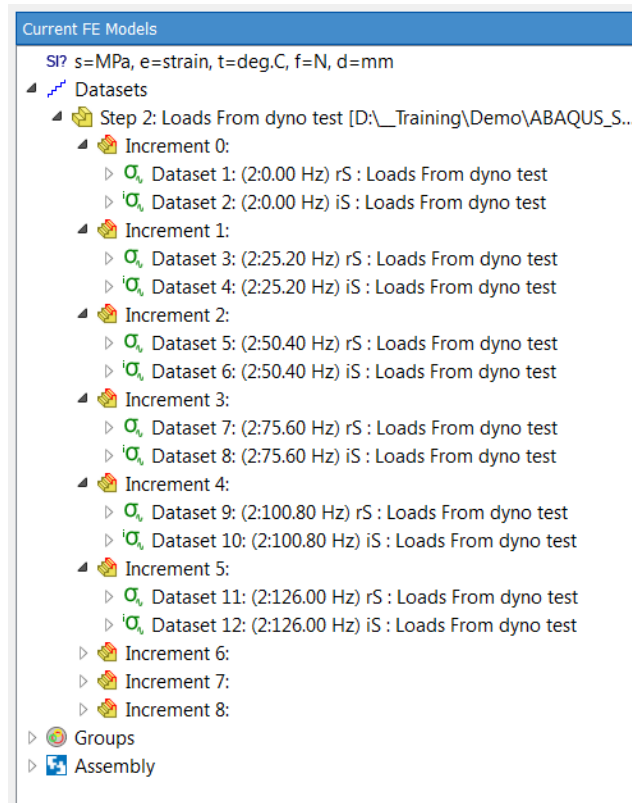 Current FE Models
SI? s=MPa, e=strain, t=deg.C, f=N, d=mm
Datasets
Step 2: Loads From dyno test [D:\__Training\Demo\ABAQUS_S...
Increment 0:
σ Dataset 1: (2:0.00 Hz) rS : Loads From dyno test
iσ Dataset 2: (2:0.00 Hz) iS : Loads From dyno test
Increment 1:
σ Dataset 3: (2:25.20 Hz) rS : Loads From dyno test
iσ Dataset 4: (2:25.20 Hz) iS : Loads From dyno test
Increment 2:
σ Dataset 5: (2:50.40 Hz) rS : Loads From dyno test
iσ Dataset 6: (2:50.40 Hz) iS : Loads From dyno test
Increment 3:
σ Dataset 7: (2:75.60 Hz) rS : Loads From dyno test
iσ Dataset 8: (2:75.60 Hz) iS : Loads From dyno test
Increment 4:
σ Dataset 9: (2:100.80 Hz) rS : Loads From dyno test
iσ Dataset 10: (2:100.80 Hz) iS : Loads From dyno test
Increment 5:
σ Dataset 11: (2:126.00 Hz) rS : Loads From dyno test
iσ Dataset 12: (2:126.00 Hz) iS : Loads From dyno test
Increment 6:
Increment 7:
Increment 8:
Groups
Assembly